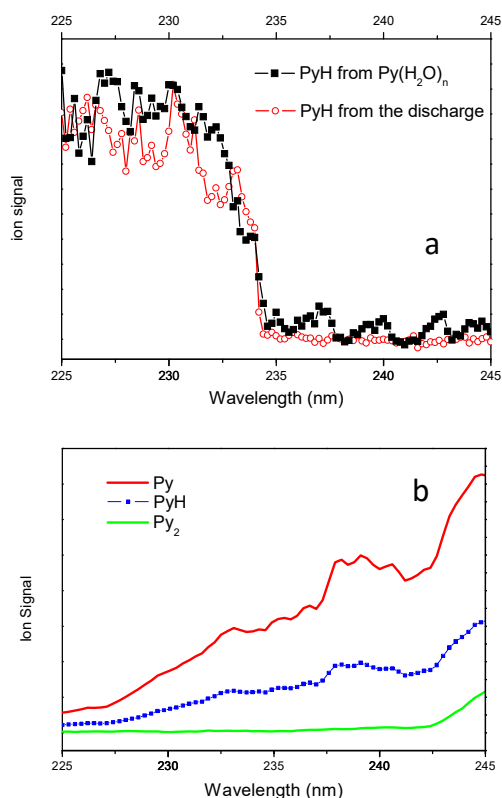 225 230 235 240 245
PyH from Py(H₂O)ₙ
PyH from the discharge
a
ion signal
225 230 235 240 245
Wavelength (nm)
b
Py
PyH
Py₂
Ion Signal
225 230 235 240 245
Wavelength (nm)